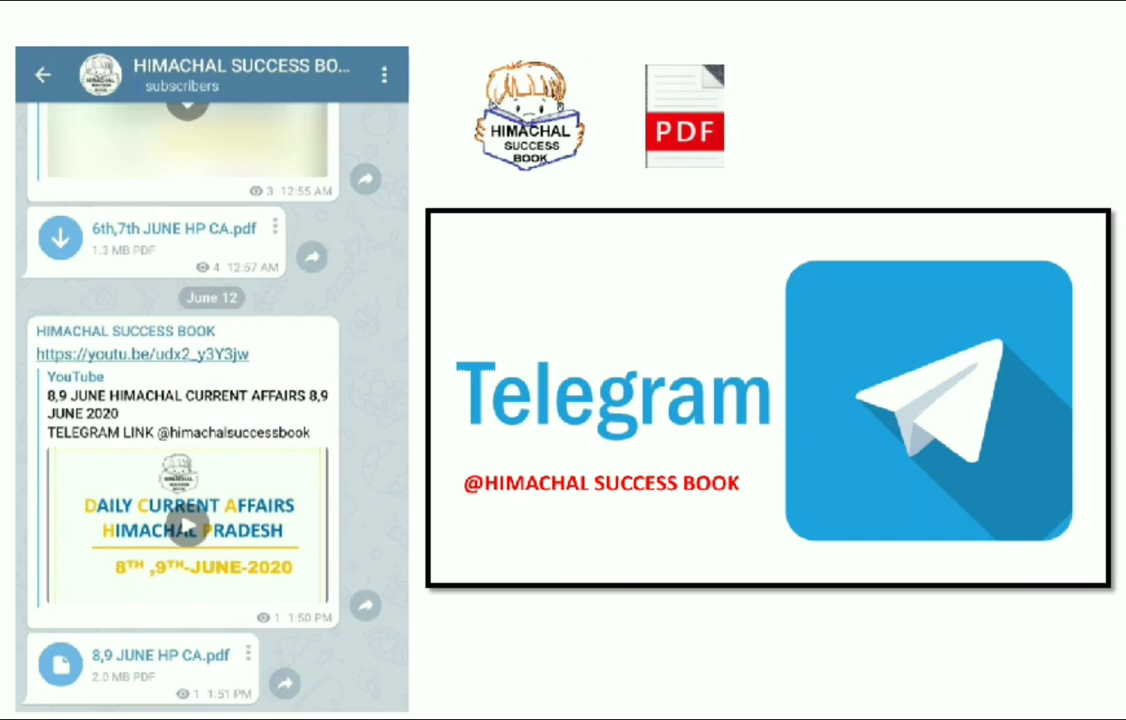 HIMACHAL SUCCESS BO...
subscribers
3 12:55 AM
6th,7th JUNE HP CA.pdf
1.3 MB PDF
4 12:57 AM
June 12
HIMACHAL SUCCESS BOOK
https://youtu.be/udx2_y3Y3jw
YouTube
8,9 JUNE HIMACHAL CURRENT AFFAIRS 8,9
JUNE 2020
TELEGRAM LINK @himachalsuccessbook
HIMACHAL
SUCCESS
BOOK
DAILY CURRENT AFFAIRS
HIMACHAL PRADESH
8TH ,9TH-JUNE-2020
1 1:50 PM
8,9 JUNE HP CA.pdf
2.0 MB PDF
1 1:51 PM
HIMACHAL
SUCCESS
BOOK
PDF
Telegram
@HIMACHAL SUCCESS BOOK